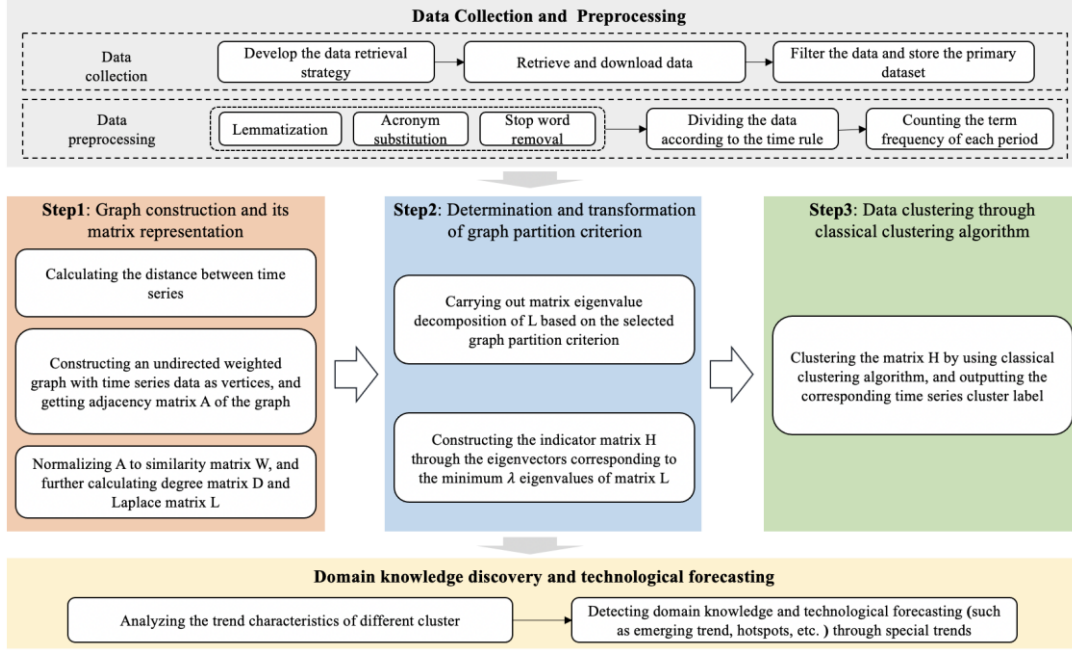 Data Collection and Preprocessing
Data
collection
Develop the data retrieval
strategy
Retrieve and download data
Filter the data and store the primary
dataset
Data
preprocessing
Lemmatization
Acronym
substitution
Stop word
removal
Dividing the data
according to the time rule
Counting the term
frequency of each period
Step1: Graph construction and its
matrix representation
Calculating the distance between time
series
Constructing an undirected weighted
graph with time series data as vertices, and
getting adjacency matrix A of the graph
Normalizing A to similarity matrix W, and
further calculating degree matrix D and
Laplace matrix L
Step2: Determination and transformation
of graph partition criterion
Carrying out matrix eigenvalue
decomposition of L based on the selected
graph partition criterion
Constructing the indicator matrix H
through the eigenvectors corresponding to
the minimum λ eigenvalues of matrix L
Step3: Data clustering through
classical clustering algorithm
Clustering the matrix H by using classical
clustering algorithm, and outputting the
corresponding time series cluster label
Domain knowledge discovery and technological forecasting
Analyzing the trend characteristics of different cluster
Detecting domain knowledge and technological forecasting (such
as emerging trend, hotspots, etc. ) through special trends